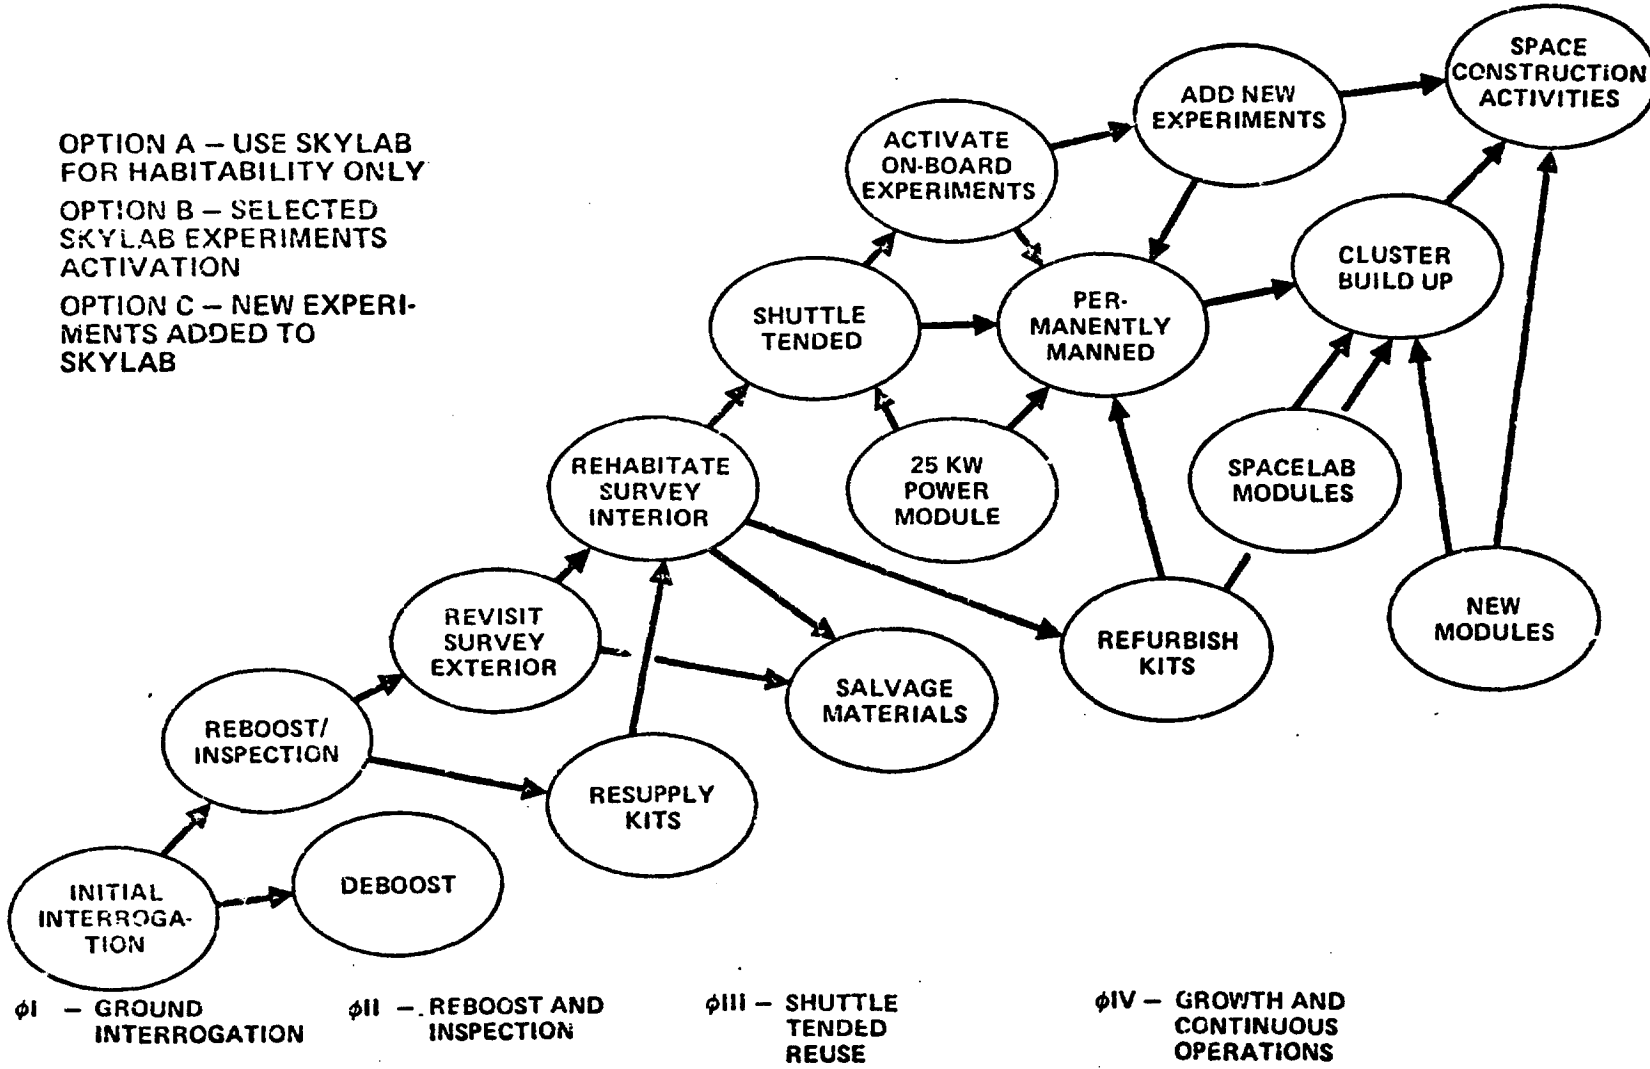 OPTION A – USE SKYLAB
FOR HABITABILITY ONLY
OPTION B – SELECTED
SKYLAB EXPERIMENTS
ACTIVATION
OPTION C – NEW EXPERI-
MENTS ADDED TO
SKYLAB
SPACE
CONSTRUCTION
ACTIVITIES
ADD NEW
EXPERIMENTS
ACTIVATE
ON-BOARD
EXPERIMENTS
CLUSTER
BUILD UP
SHUTTLE
TENDED
PER-
MANENTLY
MANNED
REHABITATE
SURVEY
INTERIOR
25 KW
POWER
MODULE
SPACELAB
MODULES
REVISIT
SURVEY
EXTERIOR
REFURBISH
KITS
NEW
MODULES
SALVAGE
MATERIALS
REBOOST/
INSPECTION
RESUPPLY
KITS
DEBOOST
INITIAL
INTERROGA-
TION
φI – GROUND
INTERROGATION
φII – REBOOST AND
INSPECTION
φIII – SHUTTLE
TENDED
REUSE
φIV – GROWTH AND
CONTINUOUS
OPERATIONS